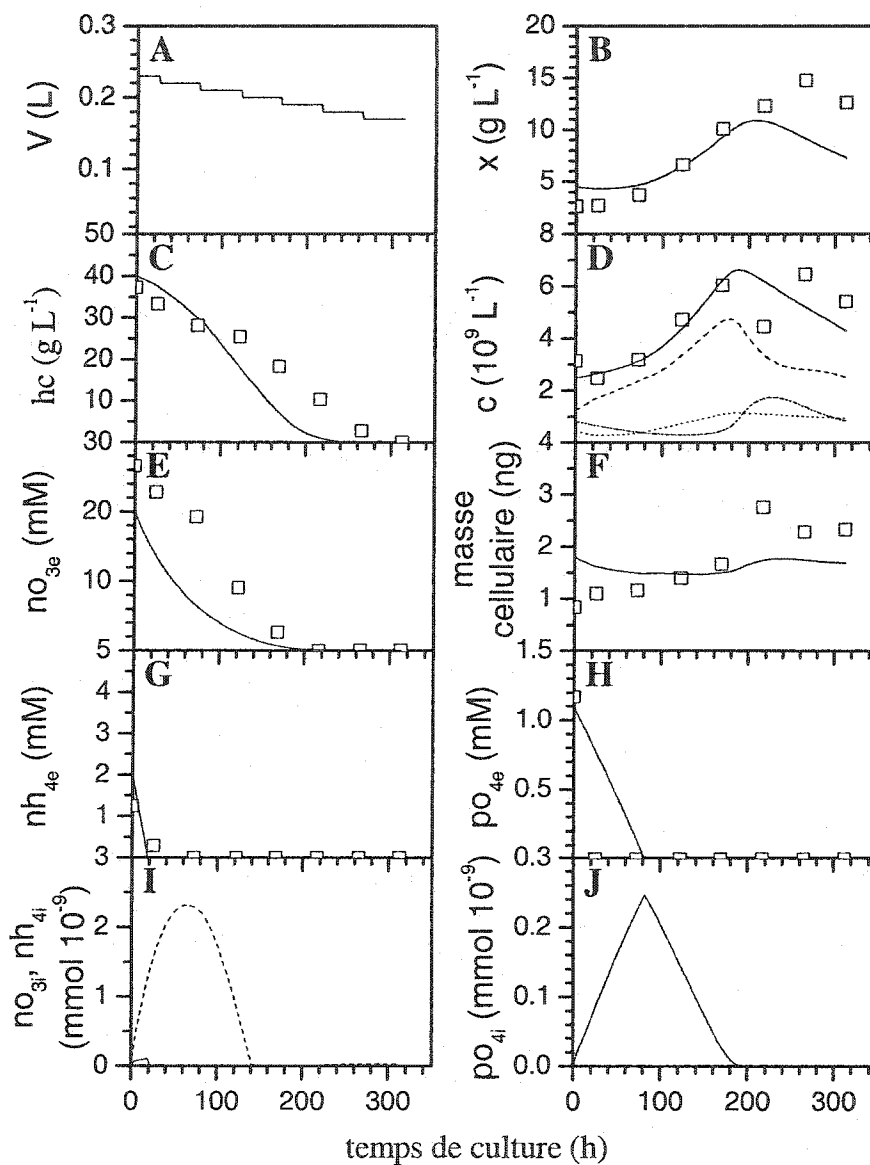 0.3
0.2
0.1
V (L)
A
20
15
10
5
x (g L⁻¹)
B
50
40
30
20
10
hc (g L⁻¹)
C
8
6
4
2
c (10⁹ L⁻¹)
D
30
20
10
no₃ₑ (mM)
E
4
3
2
1
masse
cellulaire (ng)
F
5
4
3
2
1
nh₄ₑ (mM)
G
1.5
1.0
0.5
po₄ₑ (mM)
H
3
2
1
0
no₃ᵢ, nh₄ᵢ
(mmol 10⁻⁹)
I
0.3
0.2
0.1
0.0
po₄ᵢ (mmol 10⁻⁹)
J
0 100 200 300
0 100 200 300
temps de culture (h)